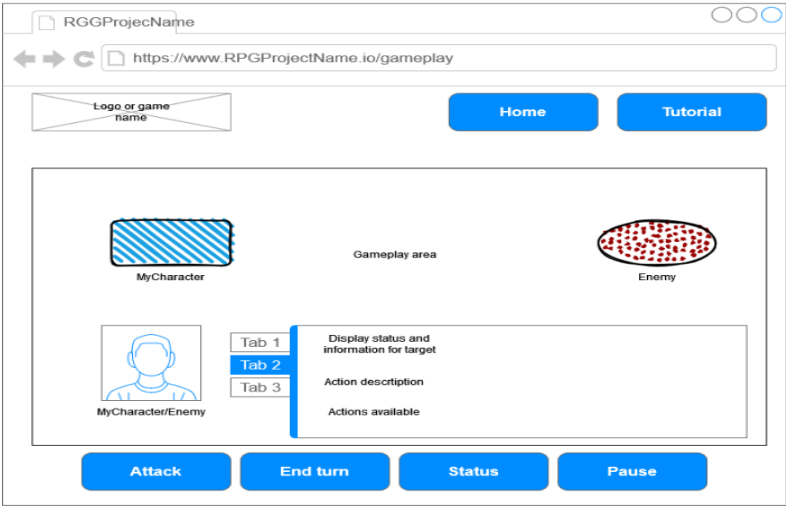 RGGProjecName
https://www.RPGProjectName.io/gameplay
Logo or game
name
Home
Tutorial
Gameplay area
MyCharacter
Enemy
Tab 1
Tab 2
Tab 3
Display status and
information for target
Action descrtiption
Actions available
MyCharacter/Enemy
Attack
End turn
Status
Pause